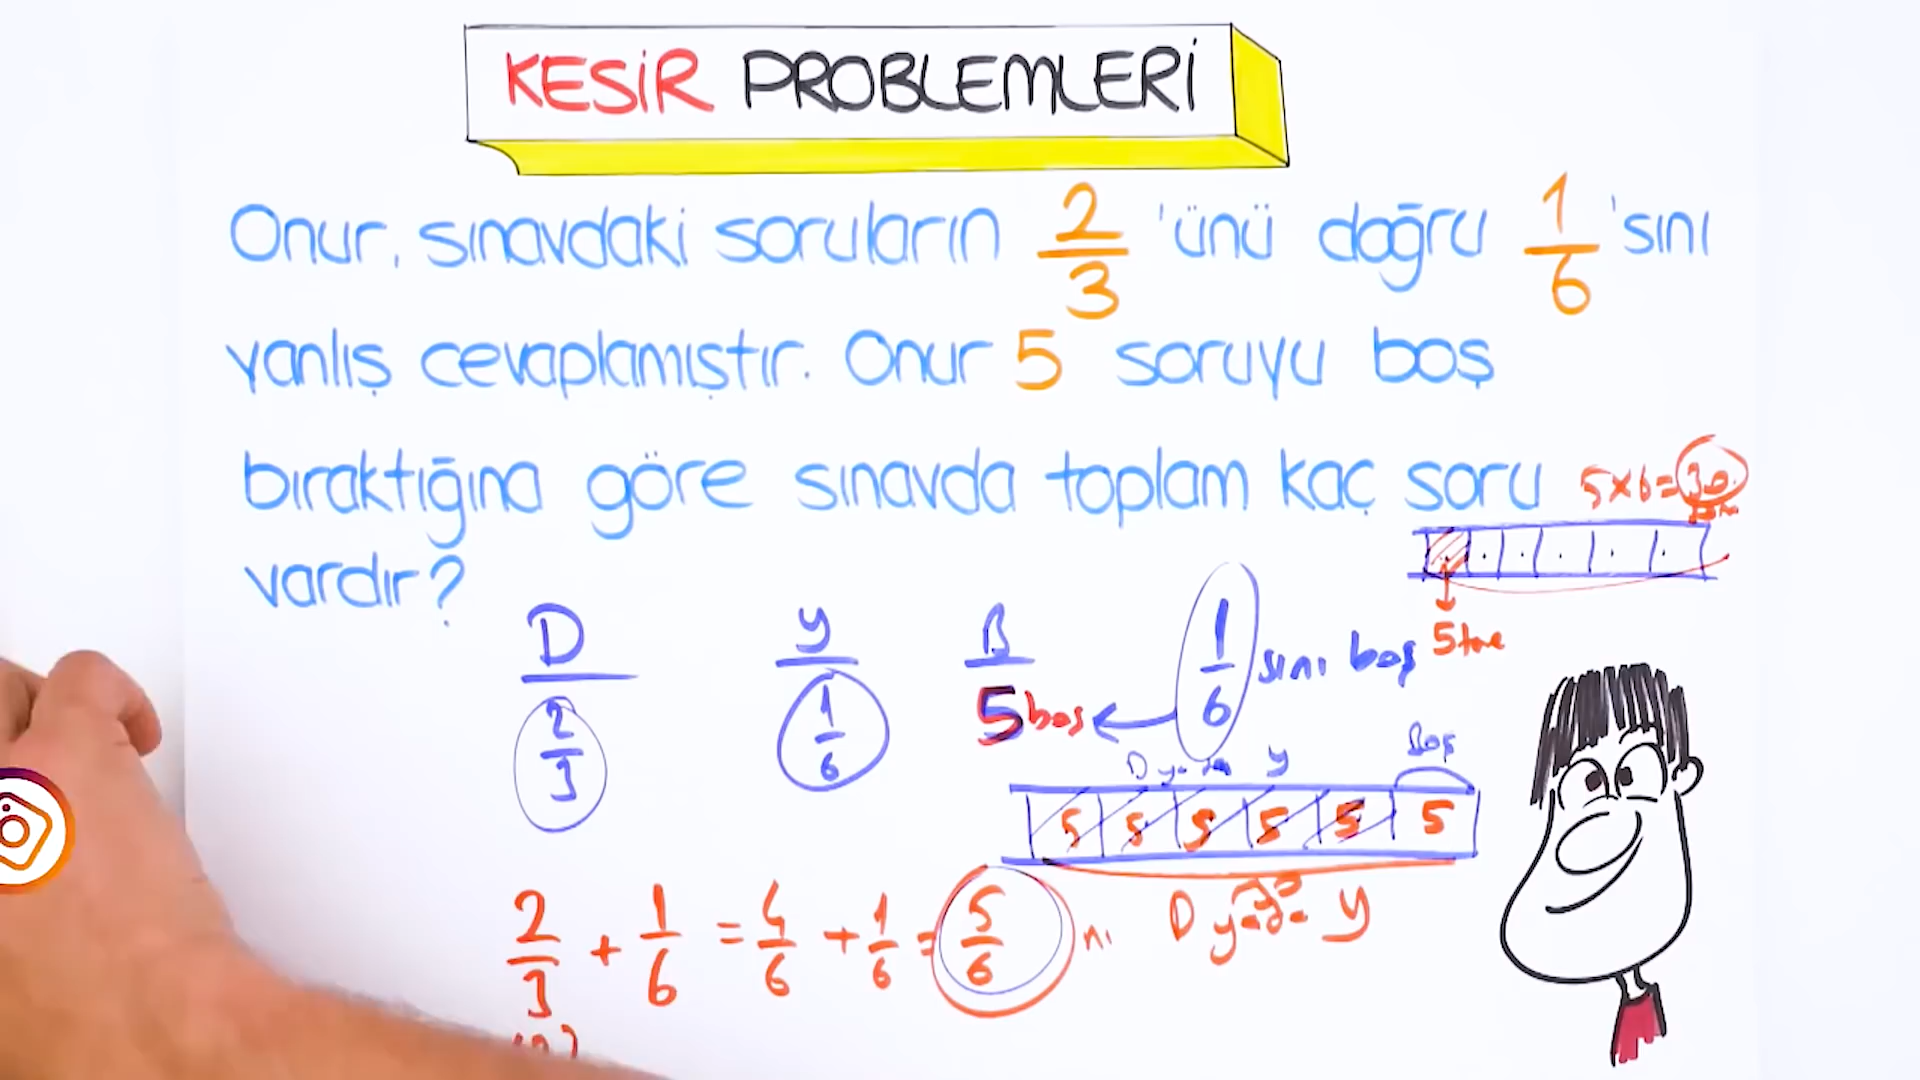 KESİR PROBLEMLERİ
Onur, sınavdaki soruların 2/3 'ünü doğru 1/6 'sını
yanlış cevaplamıştır. Onur 5 soruyu boş
bıraktığına göre sınavda toplam kaç soru
vardır?
5×6=30
5 tane
D y B
2/3 1/6 5 boş ← 1/6 sını boş
D y Boş
5 5 5 5 5 5
2/3 + 1/6 = 4/6 + 1/6 = 5/6 nı D y
(2)